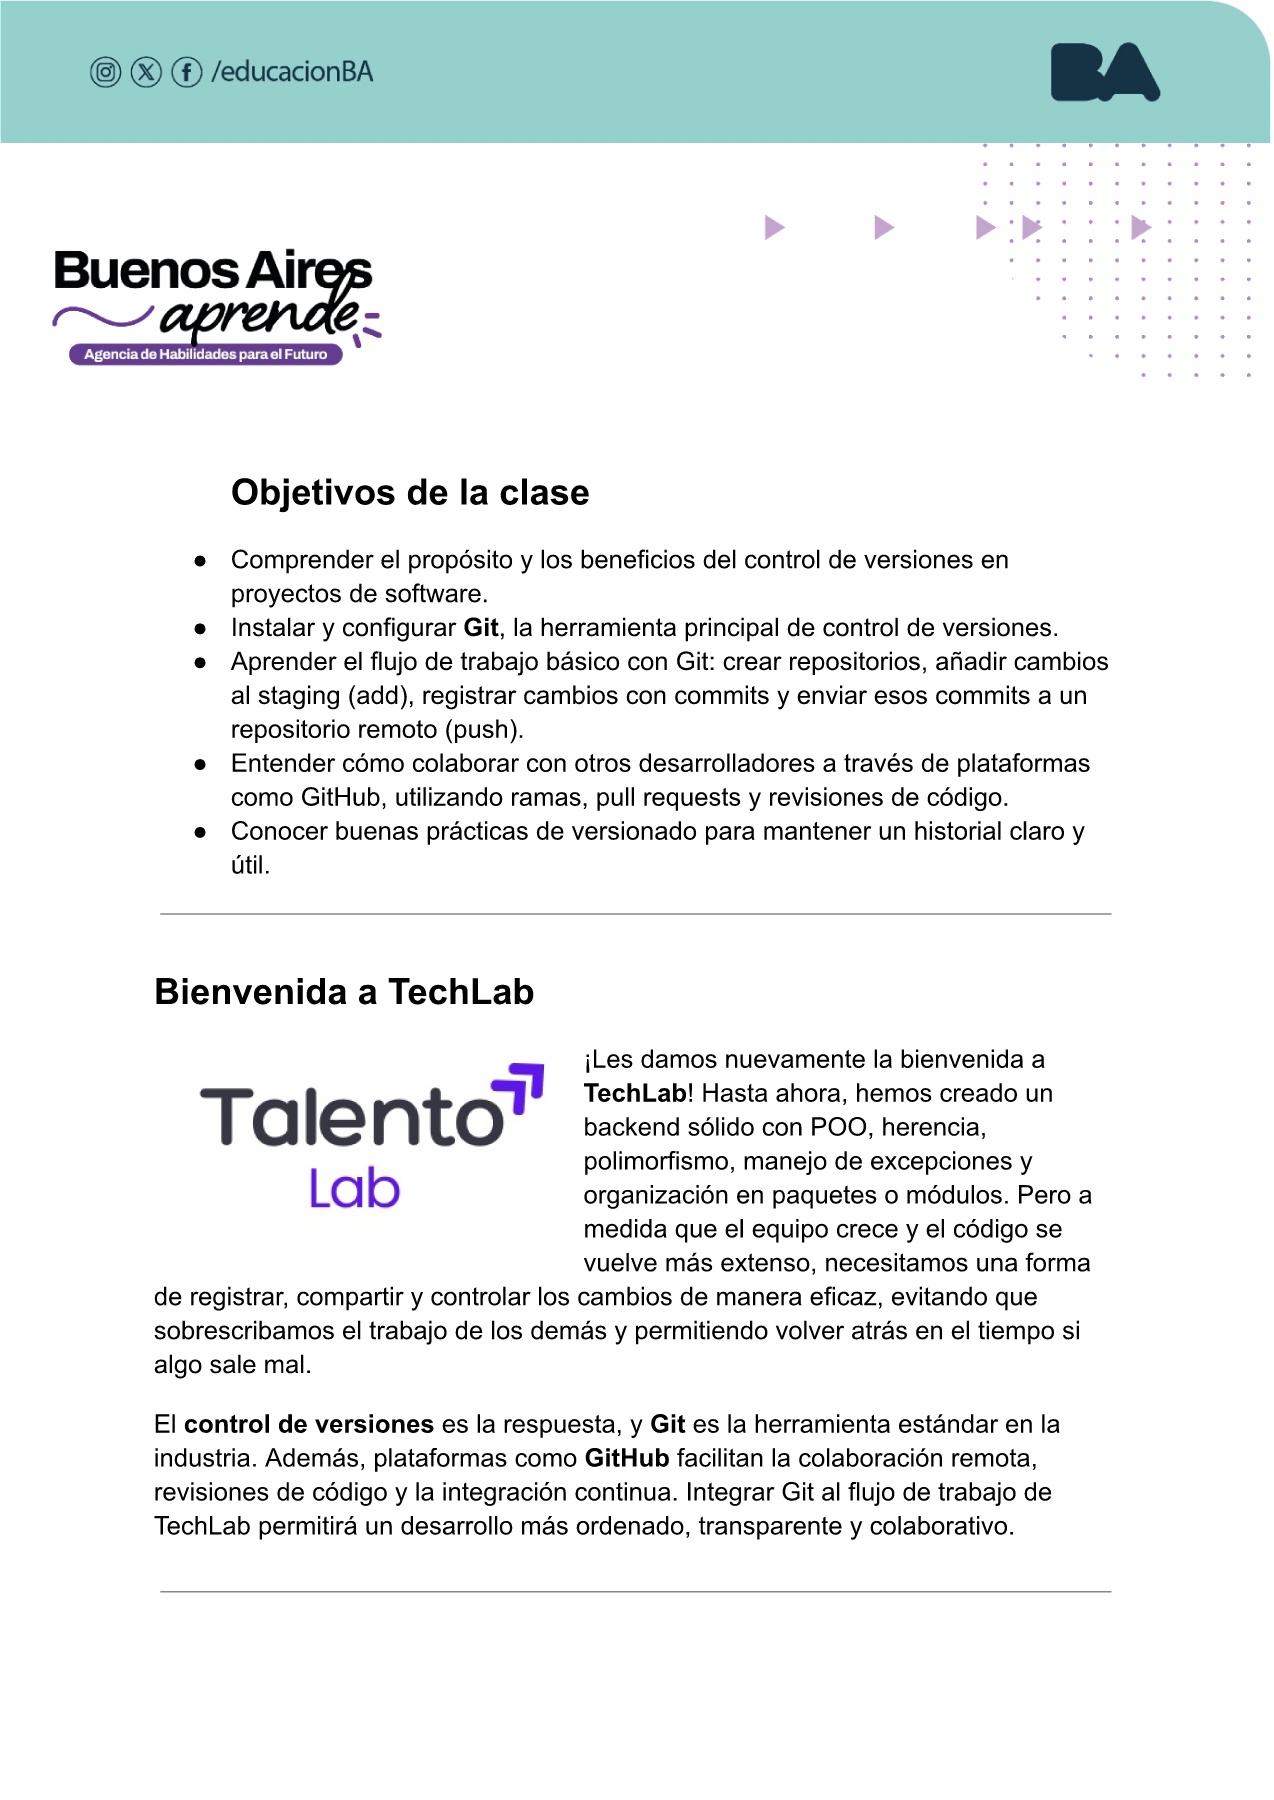 /educacionBA
BA
Buenos Aires
aprende
Agencia de Habilidades para el Futuro
Objetivos de la clase
● Comprender el propósito y los beneficios del control de versiones en
proyectos de software.
● Instalar y configurar Git, la herramienta principal de control de versiones.
● Aprender el flujo de trabajo básico con Git: crear repositorios, añadir cambios
al staging (add), registrar cambios con commits y enviar esos commits a un
repositorio remoto (push).
● Entender cómo colaborar con otros desarrolladores a través de plataformas
como GitHub, utilizando ramas, pull requests y revisiones de código.
● Conocer buenas prácticas de versionado para mantener un historial claro y
útil.
Bienvenida a TechLab
Talento
Lab
¡Les damos nuevamente la bienvenida a
TechLab! Hasta ahora, hemos creado un
backend sólido con POO, herencia,
polimorfismo, manejo de excepciones y
organización en paquetes o módulos. Pero a
medida que el equipo crece y el código se
vuelve más extenso, necesitamos una forma
de registrar, compartir y controlar los cambios de manera eficaz, evitando que
sobrescribamos el trabajo de los demás y permitiendo volver atrás en el tiempo si
algo sale mal.
El control de versiones es la respuesta, y Git es la herramienta estándar en la
industria. Además, plataformas como GitHub facilitan la colaboración remota,
revisiones de código y la integración continua. Integrar Git al flujo de trabajo de
TechLab permitirá un desarrollo más ordenado, transparente y colaborativo.